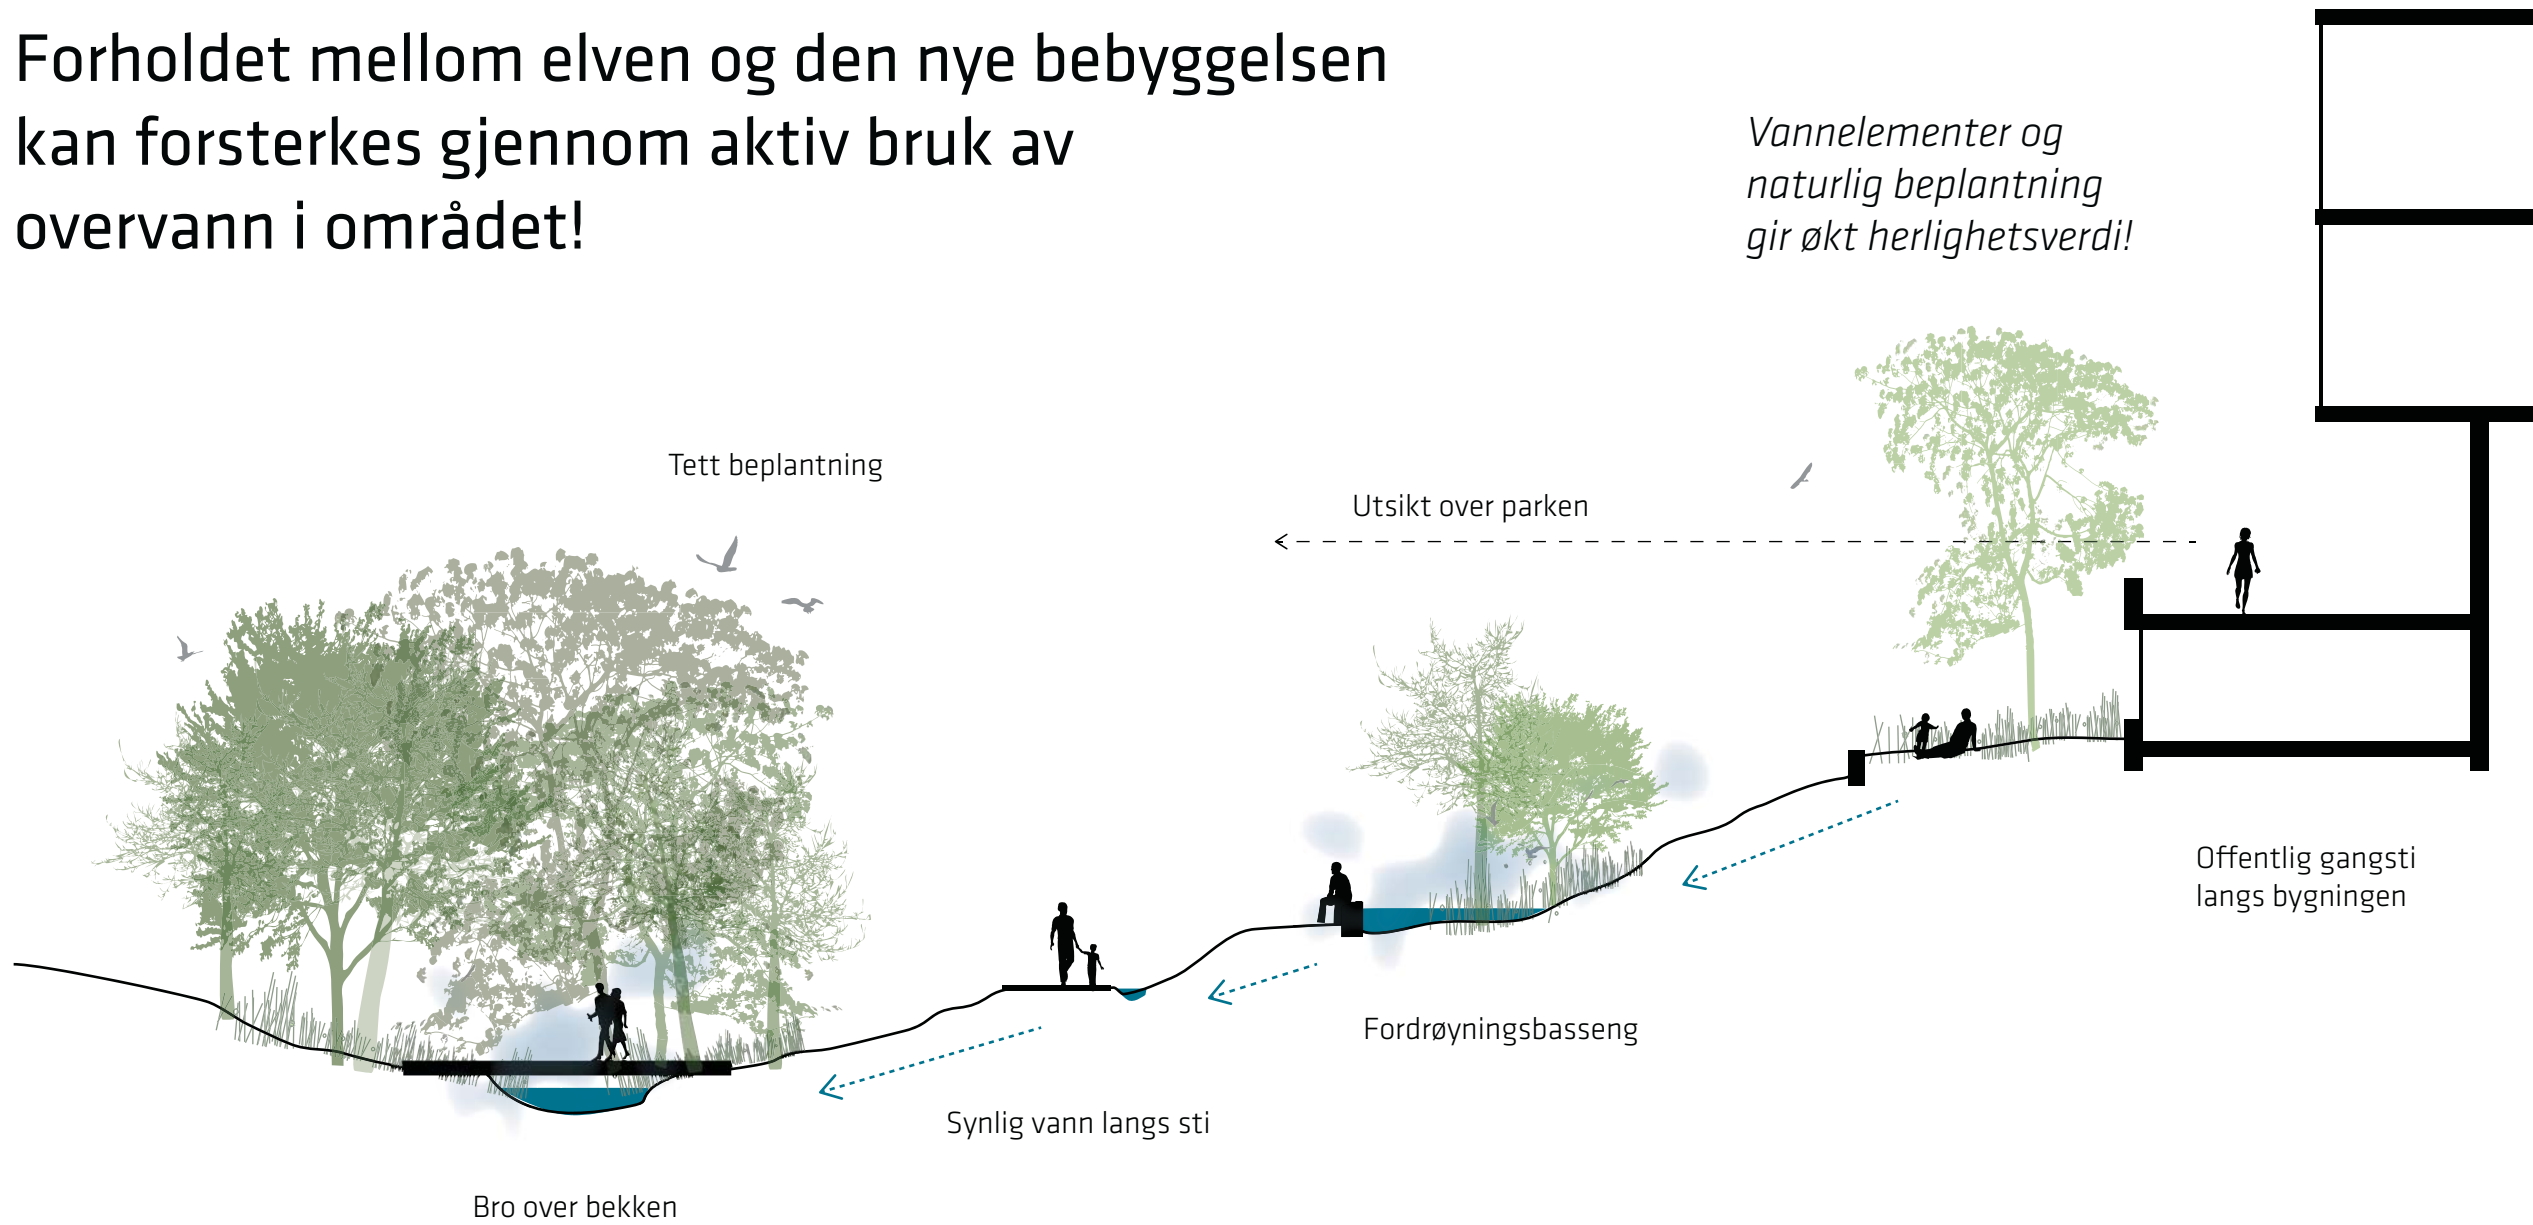 Forholdet mellom elven og den nye bebyggelsen
kan forsterkes gjennom aktiv bruk av
overvann i området!
Vannelementer og
naturlig beplantning
gir økt herlighetsverdi!
Tett beplantning
Utsikt over parken
Offentlig gangsti
langs bygningen
Fordrøyningsbasseng
Synlig vann langs sti
Bro over bekken